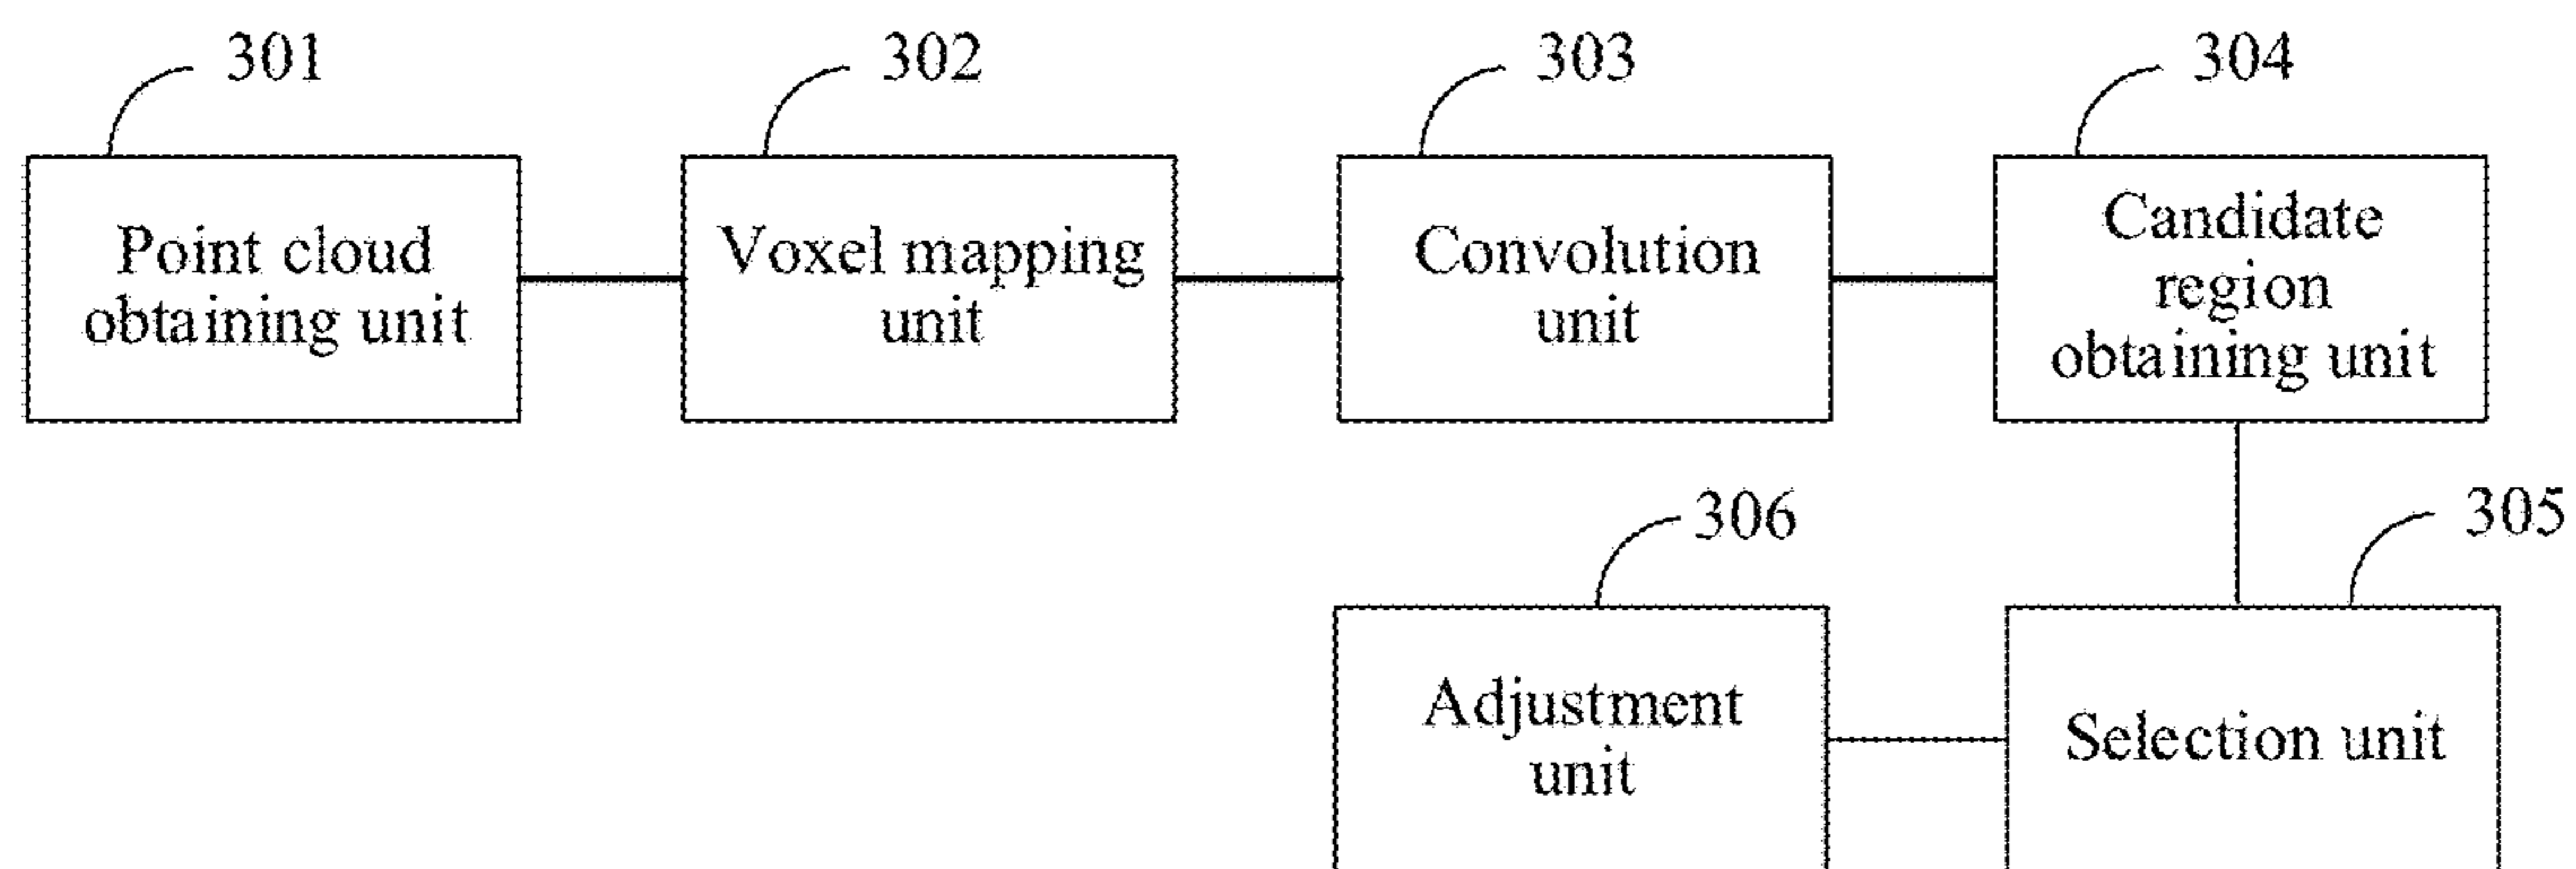 301
302
303
304
Point cloud
obtaining unit
Voxel mapping
unit
Convolution
unit
Candidate
region
obtaining unit
306
305
Adjustment
unit
Selection unit